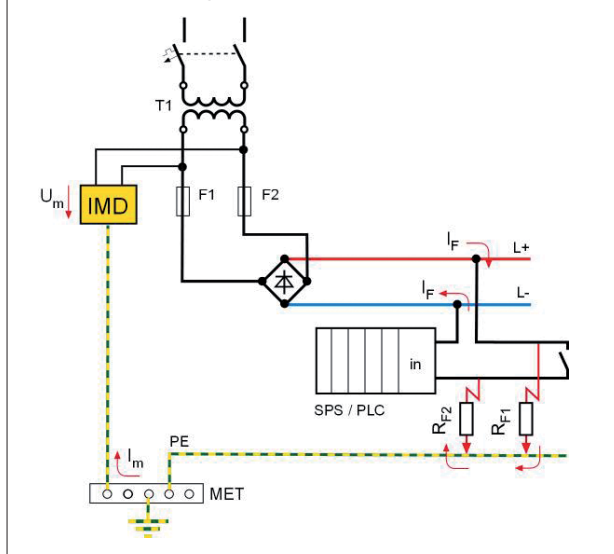 T1
Um
IMD
F1
F2
IF
L+
IF
L-
in
SPS / PLC
RF2
RF1
PE
Im
MET